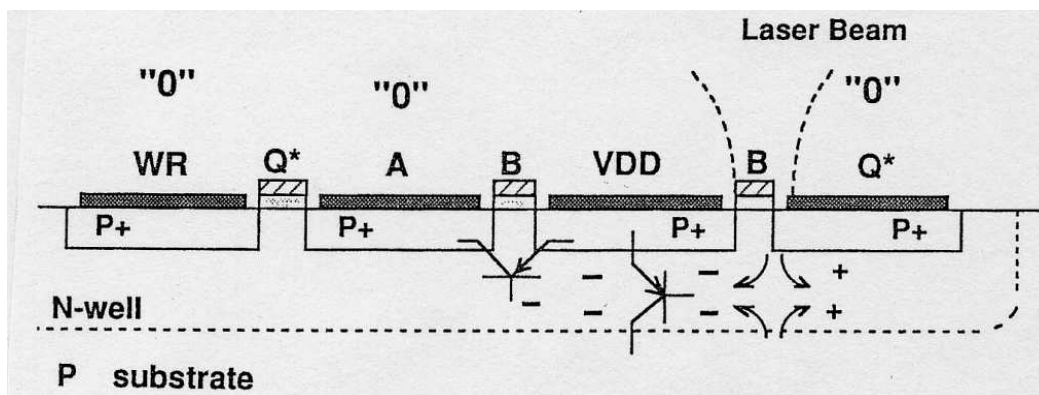 Laser Beam
"0" "0" "0"
WR Q* A B VDD B Q*
P+ P+ P+ P+
− − − +
− − − +
N-well
P substrate